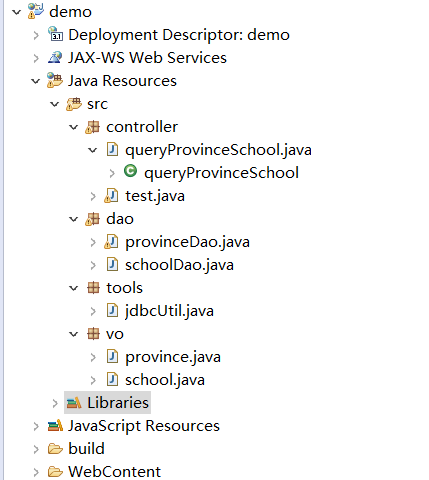 demo
Deployment Descriptor: demo
JAX-WS Web Services
Java Resources
src
controller
queryProvinceSchool.java
queryProvinceSchool
test.java
dao
provinceDao.java
schoolDao.java
tools
jdbcUtil.java
vo
province.java
school.java
Libraries
JavaScript Resources
build
WebContent